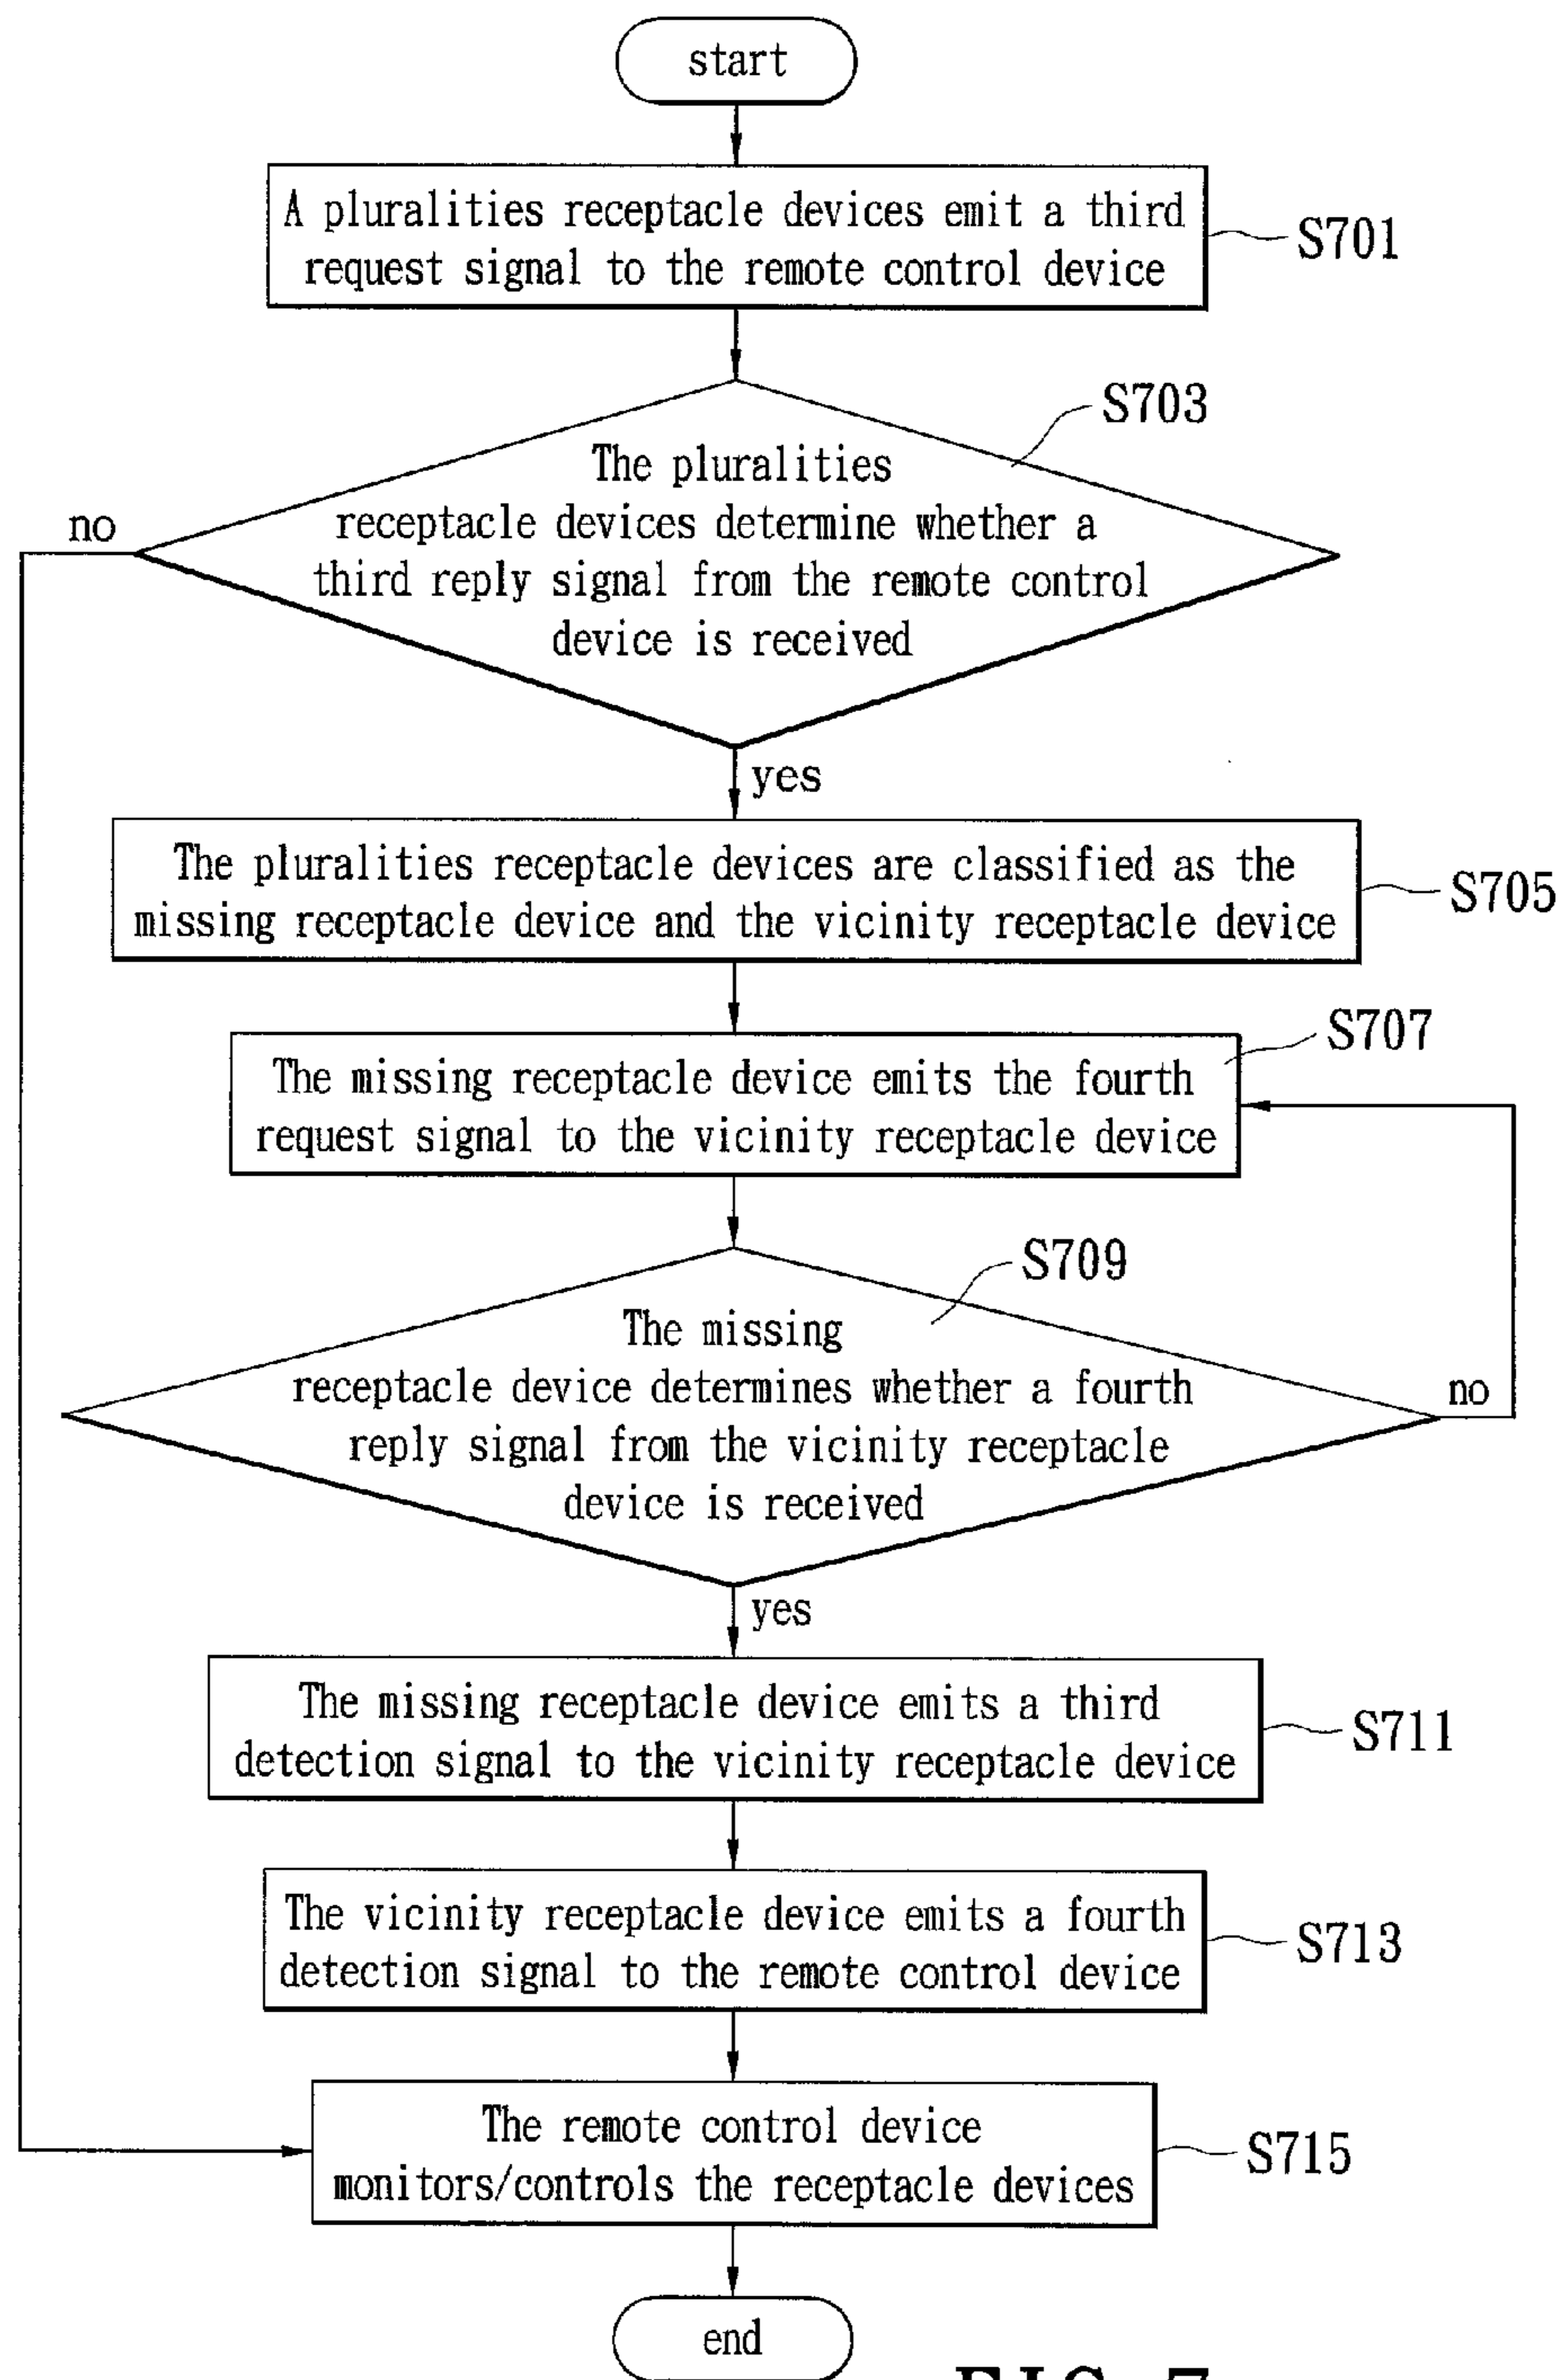 start
A pluralities receptacle devices emit a third
request signal to the remote control device
S701
S703
The pluralities
receptacle devices determine whether a
third reply signal from the remote control
device is received
no
yes
The pluralities receptacle devices are classified as the
missing receptacle device and the vicinity receptacle device
S705
S707
The missing receptacle device emits the fourth
request signal to the vicinity receptacle device
S709
The missing
receptacle device determines whether a fourth
reply signal from the vicinity receptacle
device is received
no
yes
The missing receptacle device emits a third
detection signal to the vicinity receptacle device
S711
The vicinity receptacle device emits a fourth
detection signal to the remote control device
S713
The remote control device
monitors/controls the receptacle devices
S715
end
FIG. 7